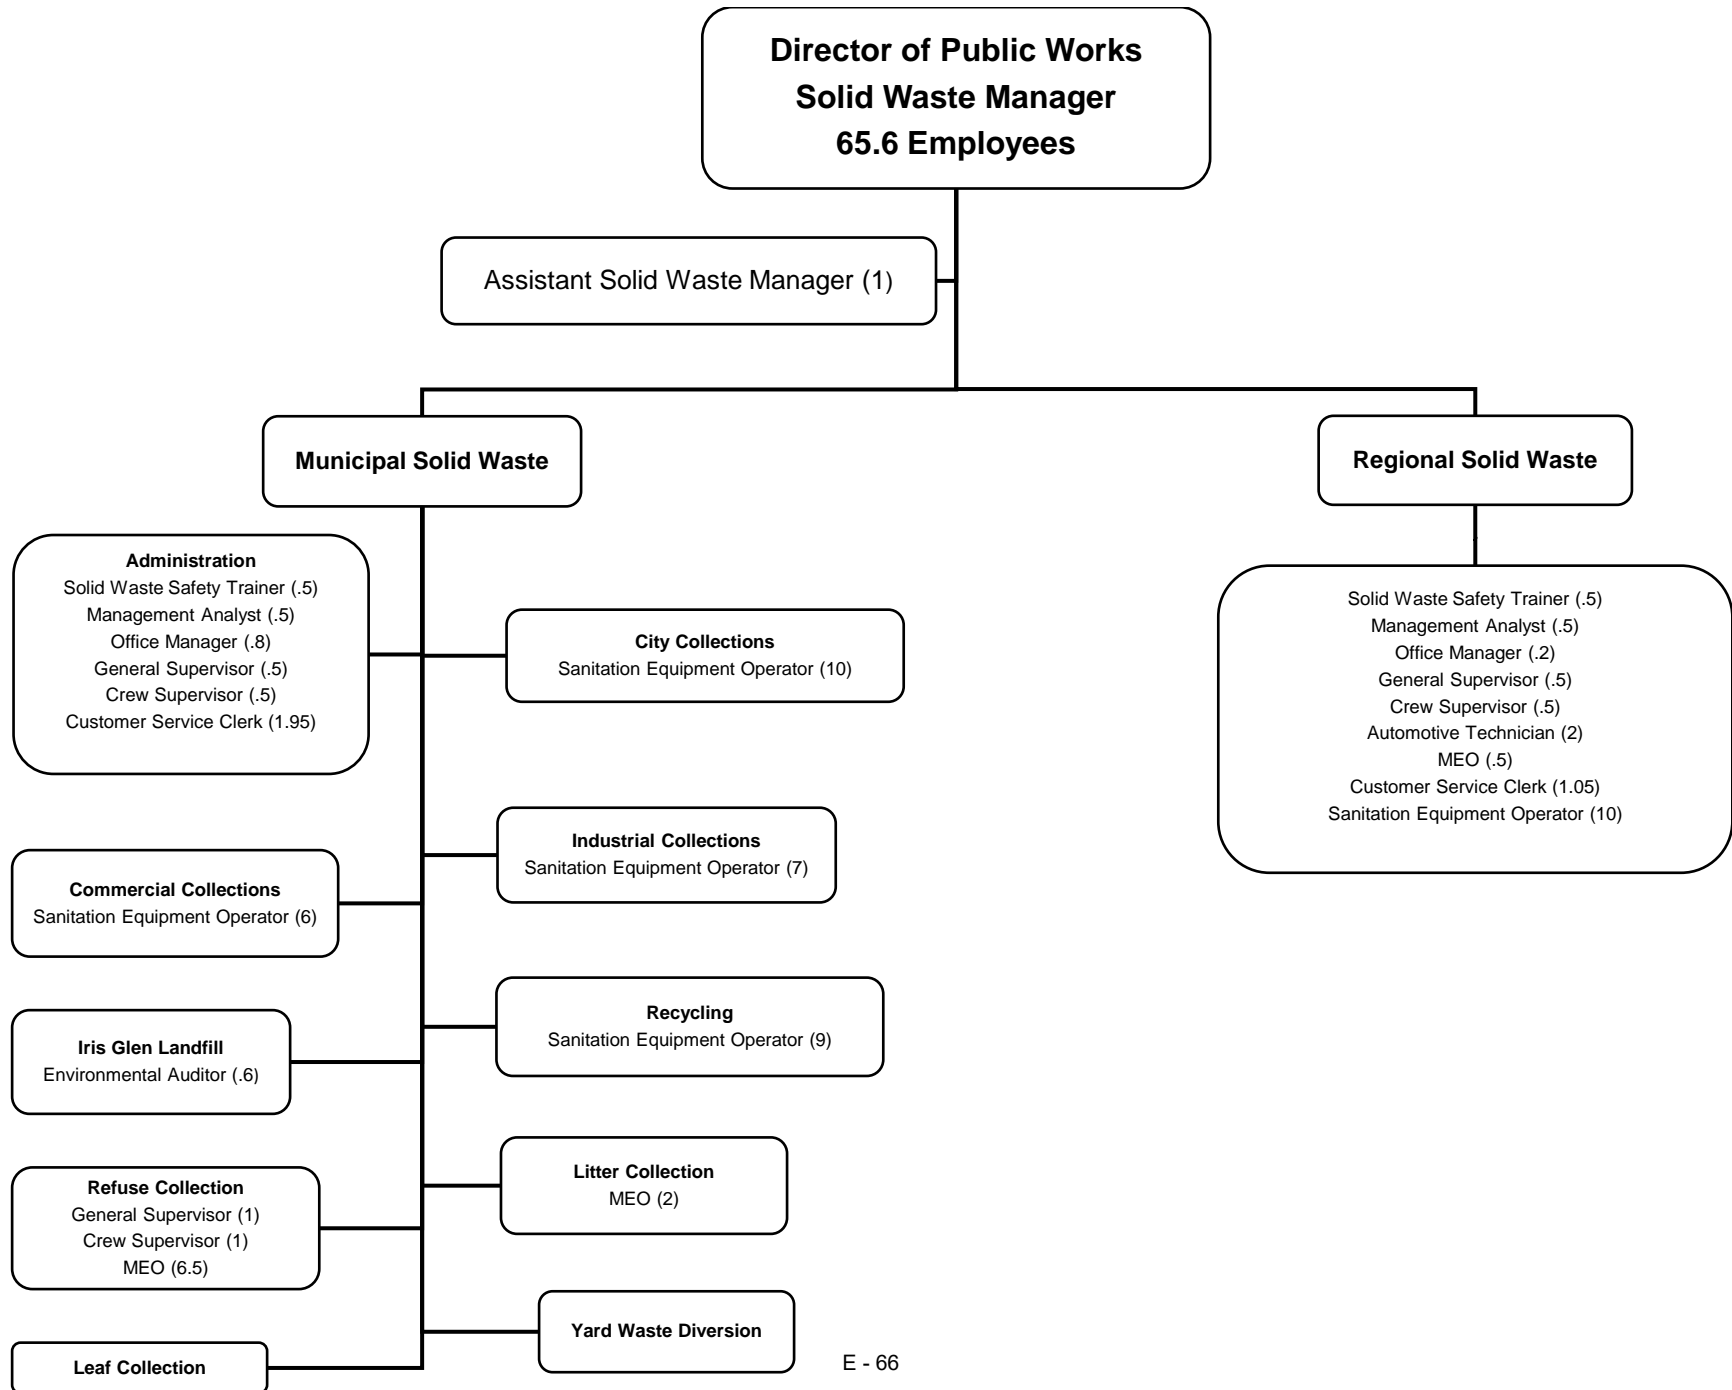 Director of Public Works
Solid Waste Manager
65.6 Employees
Assistant Solid Waste Manager (1)
Municipal Solid Waste
Regional Solid Waste
Administration
Solid Waste Safety Trainer (.5)
Management Analyst (.5)
Office Manager (.8)
General Supervisor (.5)
Crew Supervisor (.5)
Customer Service Clerk (1.95)
City Collections
Sanitation Equipment Operator (10)
Solid Waste Safety Trainer (.5)
Management Analyst (.5)
Office Manager (.2)
General Supervisor (.5)
Crew Supervisor (.5)
Automotive Technician (2)
MEO (.5)
Customer Service Clerk (1.05)
Sanitation Equipment Operator (10)
Industrial Collections
Sanitation Equipment Operator (7)
Commercial Collections
Sanitation Equipment Operator (6)
Recycling
Sanitation Equipment Operator (9)
Iris Glen Landfill
Environmental Auditor (.6)
Litter Collection
MEO (2)
Refuse Collection
General Supervisor (1)
Crew Supervisor (1)
MEO (6.5)
Yard Waste Diversion
Leaf Collection
E - 66